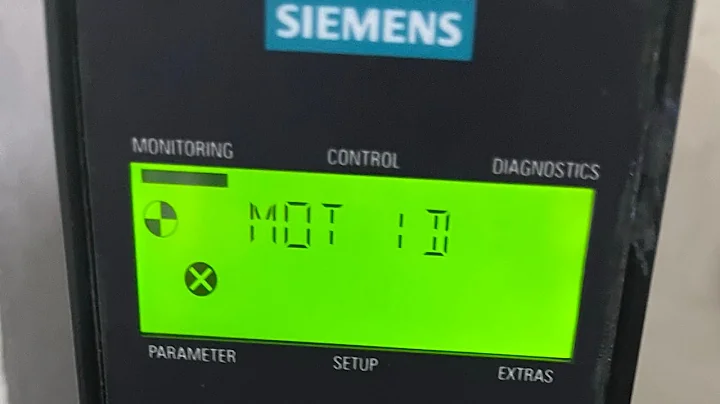 SIEMENS
MONITORING CONTROL DIAGNOSTICS
MOT ID
PARAMETER SETUP EXTRAS